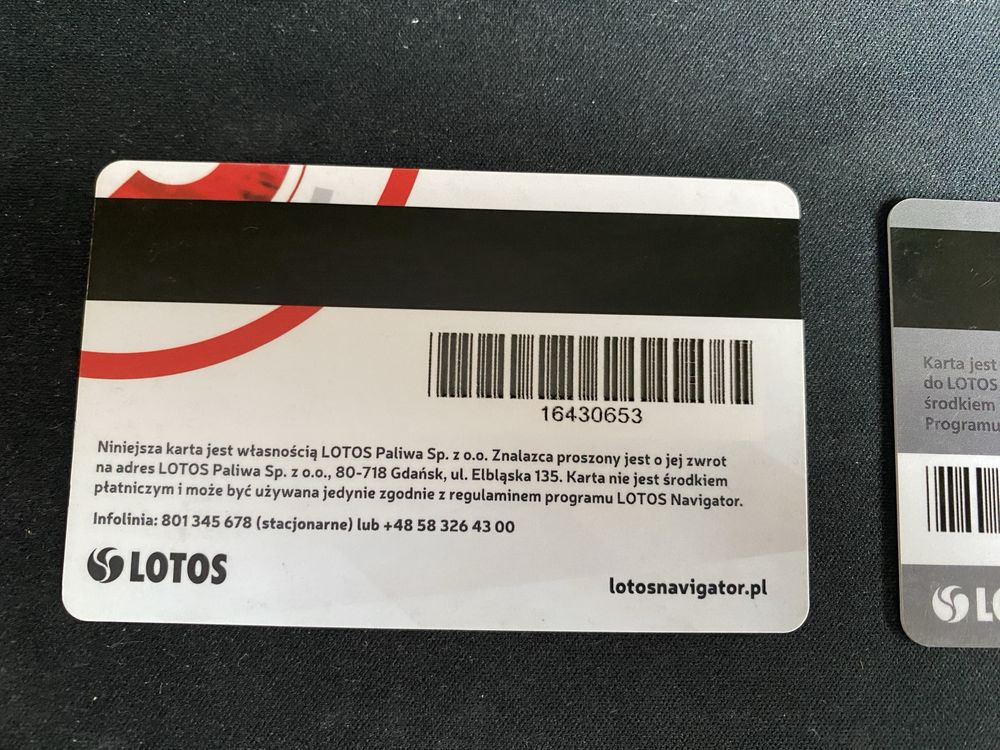 16430653
Niniejsza karta jest własnością LOTOS Paliwa Sp. z o.o. Znalazca proszony jest o jej zwrot
na adres LOTOS Paliwa Sp. z o.o., 80-718 Gdańsk, ul. Elbląska 135. Karta nie jest środkiem
płatniczym i może być używana jedynie zgodnie z regulaminem programu LOTOS Navigator.
Infolinia: 801 345 678 (stacjonarne) lub +48 58 326 43 00
LOTOS
lotosnavigator.pl
Karta jest
do LOTOS
środkiem
Programu
LO